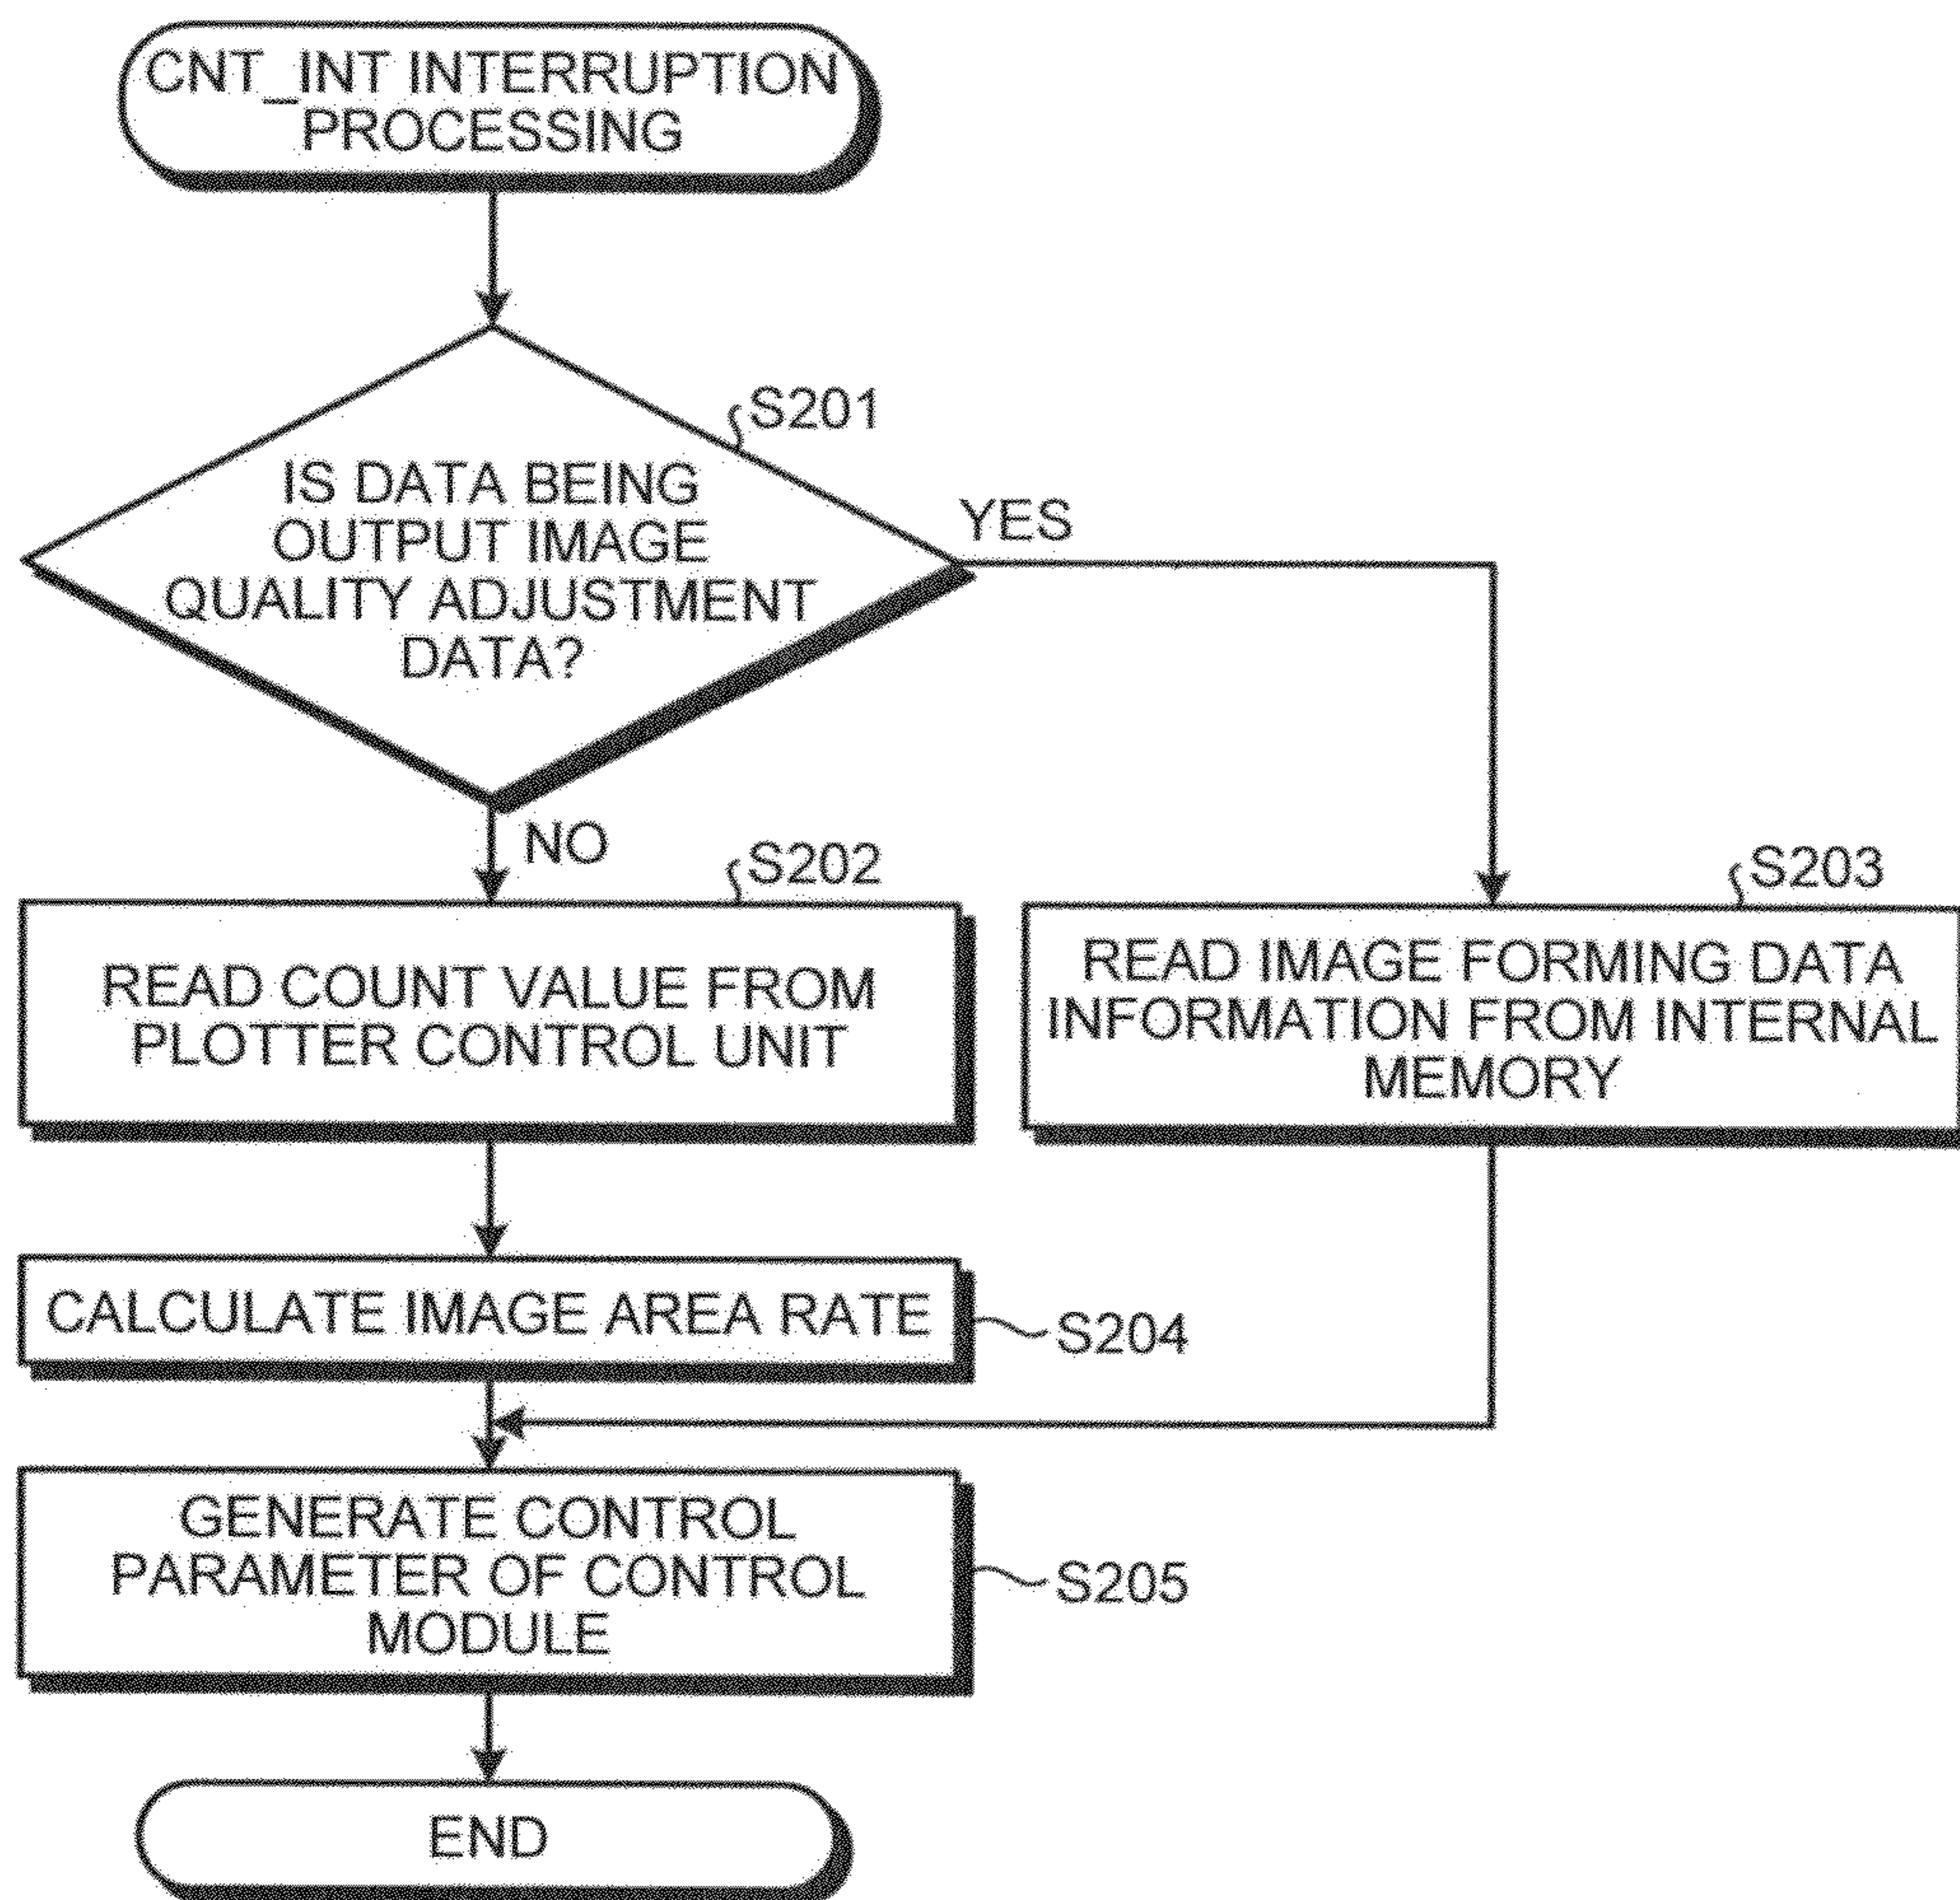 CNT_INT INTERRUPTION
PROCESSING
S201
IS DATA BEING
OUTPUT IMAGE
QUALITY ADJUSTMENT
DATA?
YES
NO
S202
READ COUNT VALUE FROM
PLOTTER CONTROL UNIT
S203
READ IMAGE FORMING DATA
INFORMATION FROM INTERNAL
MEMORY
CALCULATE IMAGE AREA RATE
S204
GENERATE CONTROL
PARAMETER OF CONTROL
MODULE
S205
END